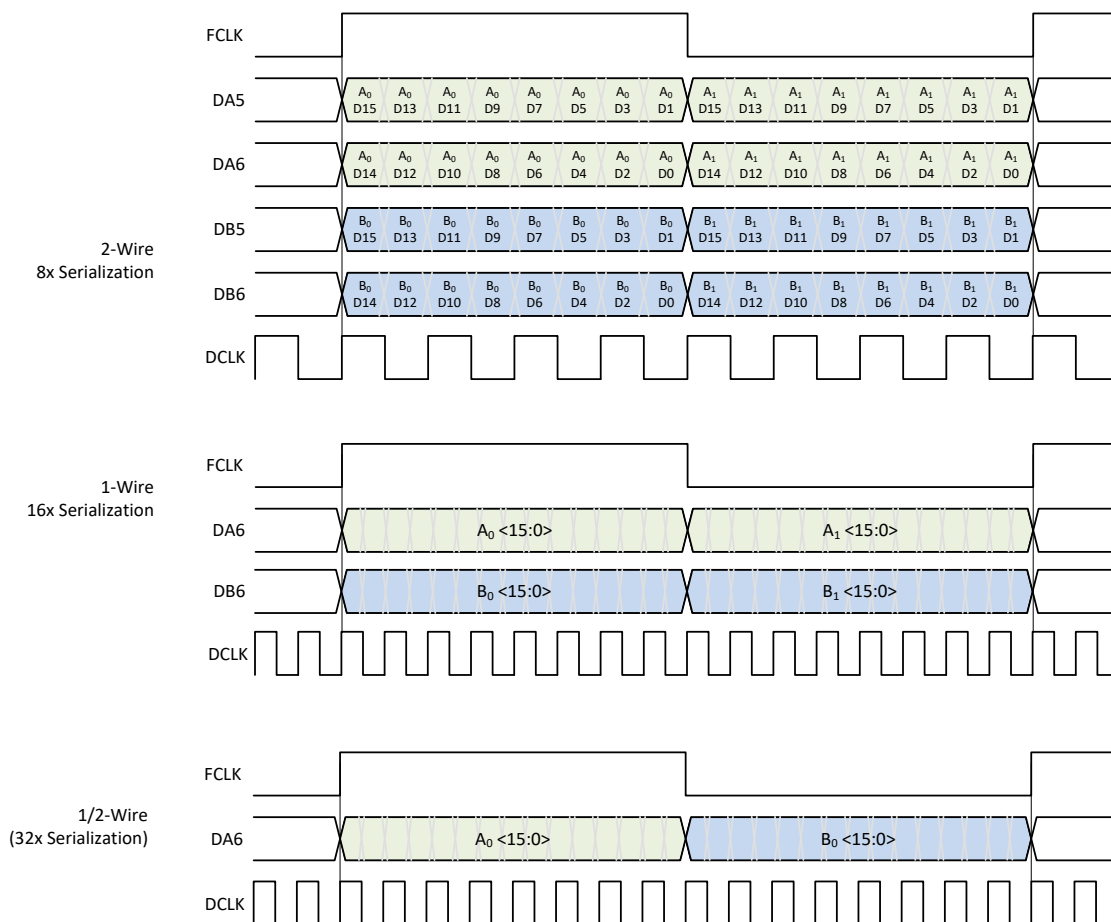 FCLK
DA5
A0 A0 A0 A0 A0 A0 A0 A0 A1 A1 A1 A1 A1 A1 A1 A1
D15 D13 D11 D9 D7 D5 D3 D1 D15 D13 D11 D9 D7 D5 D3 D1
DA6
A0 A0 A0 A0 A0 A0 A0 A0 A1 A1 A1 A1 A1 A1 A1 A1
D14 D12 D10 D8 D6 D4 D2 D0 D14 D12 D10 D8 D6 D4 D2 D0
2-Wire
8x Serialization
DB5
B0 B0 B0 B0 B0 B0 B0 B0 B1 B1 B1 B1 B1 B1 B1 B1
D15 D13 D11 D9 D7 D5 D3 D1 D15 D13 D11 D9 D7 D5 D3 D1
DB6
B0 B0 B0 B0 B0 B0 B0 B0 B1 B1 B1 B1 B1 B1 B1 B1
D14 D12 D10 D8 D6 D4 D2 D0 D14 D12 D10 D8 D6 D4 D2 D0
DCLK
1-Wire
16x Serialization
FCLK
DA6 A0 <15:0> A1 <15:0>
DB6 B0 <15:0> B1 <15:0>
DCLK
1/2-Wire
(32x Serialization)
FCLK
DA6 A0 <15:0> B0 <15:0>
DCLK